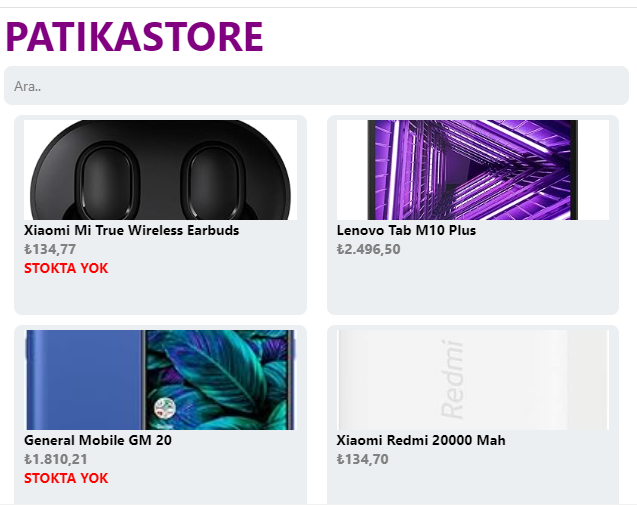 PATIKASTORE
Ara..
Xiaomi Mi True Wireless Earbuds
₺134,77
STOKTA YOK
Lenovo Tab M10 Plus
₺2.496,50
General Mobile GM 20
₺1.810,21
STOKTA YOK
Redmi
Xiaomi Redmi 20000 Mah
₺134,70